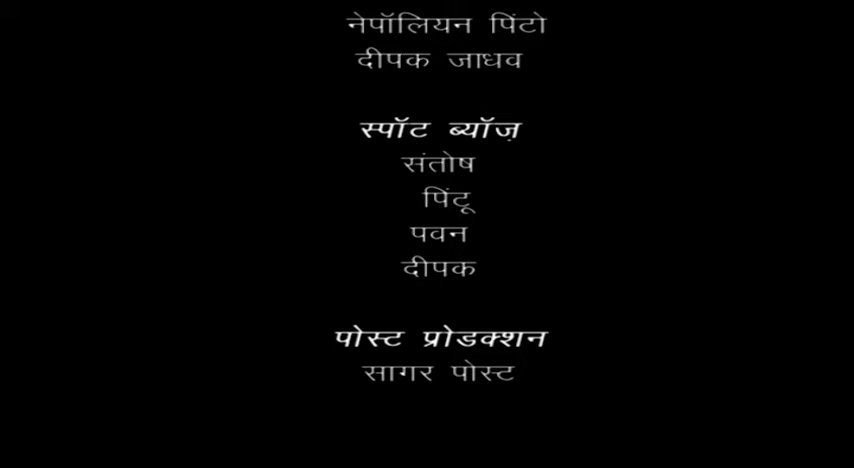 नेपॉलियन पिंटो
दीपक जाधव
स्पॉट ब्यॉज़
संतोष
पिंटू
पवन
दीपक
पोस्ट प्रोडक्शन
सागर पोस्ट